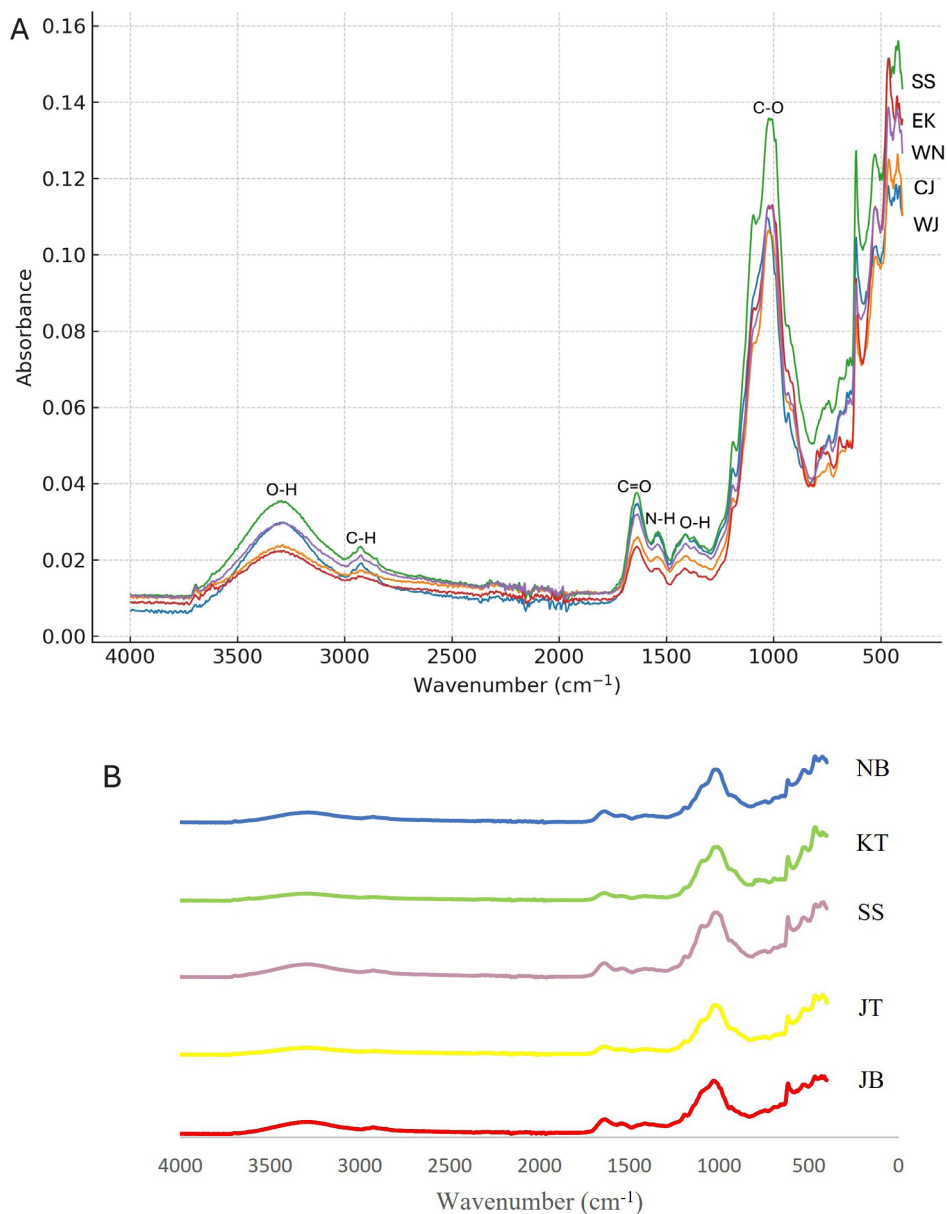 A
0.16
0.14
0.12
0.10
0.08
0.06
0.04
0.02
0.00
Absorbance
O-H
C-H
C=O
N-H
O-H
C-O
SS
EK
WN
CJ
WJ
4000 3500 3000 2500 2000 1500 1000 500
Wavenumber (cm⁻¹)
B
NB
KT
SS
JT
JB
4000 3500 3000 2500 2000 1500 1000 500 0
Wavenumber (cm⁻¹)